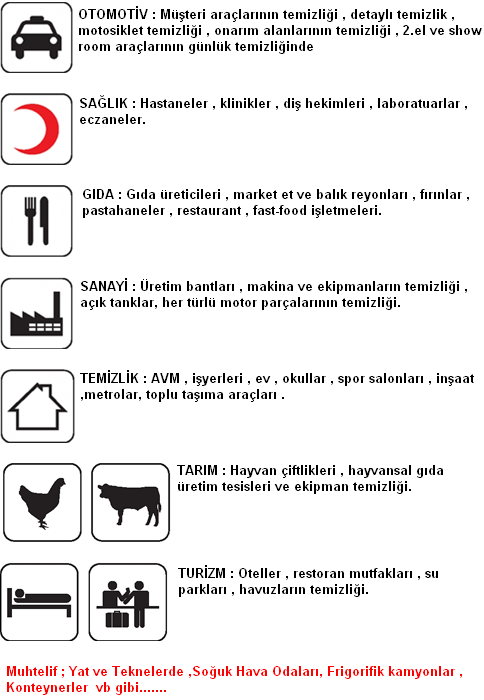 OTOMOTİV : Müşteri araçlarının temizliği , detaylı temizlik ,
motosiklet temizliği , onarım alanlarının temizliği , 2.el ve show
room araçlarının günlük temizliğinde
SAĞLIK : Hastaneler , klinikler , diş hekimleri , laboratuarlar ,
eczaneler.
GIDA : Gıda üreticileri , market et ve balık reyonları , fırınlar ,
pastahaneler , restaurant , fast-food işletmeleri.
SANAYİ : Üretim bantları , makina ve ekipmanların temizliği ,
açık tanklar, her türlü motor parçalarının temizliği.
TEMİZLİK : AVM , işyerleri , ev , okullar , spor salonları , inşaat
,metrolar, toplu taşıma araçları .
TARIM : Hayvan çiftlikleri , hayvansal gıda
üretim tesisleri ve ekipman temizliği.
TURİZM : Oteller , restoran mutfakları , su
parkları , havuzların temizliği.
Muhtelif ; Yat ve Teknelerde ,Soğuk Hava Odaları, Frigorifik kamyonlar ,
Konteynerler  vb gibi.......